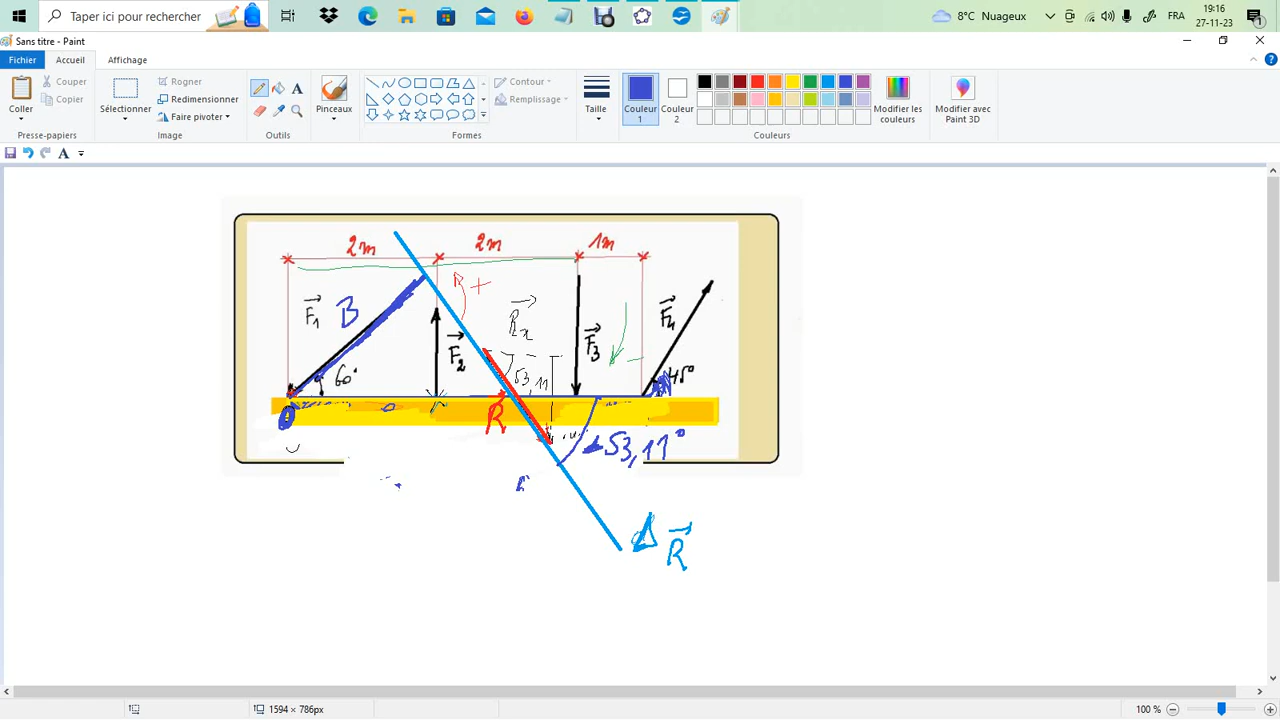 Taper ici pour rechercher
8°C Nuageux
FRA
19:16
27-11-23
1
Sans titre - Paint
Fichier
Accueil
Affichage
Coller
Couper
Copier
Presse-papiers
Sélectionner
Rogner
Redimensionner
Faire pivoter
Image
A
Outils
Pinceaux
Contour
Remplissage
Formes
Taille
Couleur 1
Couleur 2
Modifier les couleurs
Couleurs
Modifier avec Paint 3D
A
2m
2m
1m
F1
B
60°
F2
+
Rx
53,11
F3
F4
45°
R
53,11°
Δ R
1594 × 786px
100 %